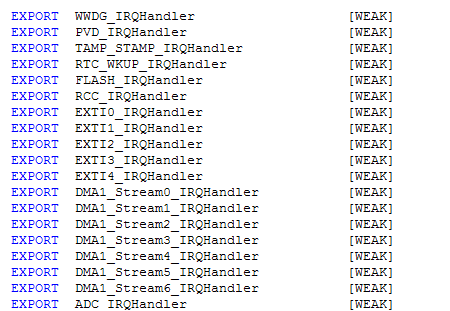 EXPORT WWDG_IRQHandler [WEAK]
EXPORT PVD_IRQHandler [WEAK]
EXPORT TAMP_STAMP_IRQHandler [WEAK]
EXPORT RTC_WKUP_IRQHandler [WEAK]
EXPORT FLASH_IRQHandler [WEAK]
EXPORT RCC_IRQHandler [WEAK]
EXPORT EXTI0_IRQHandler [WEAK]
EXPORT EXTI1_IRQHandler [WEAK]
EXPORT EXTI2_IRQHandler [WEAK]
EXPORT EXTI3_IRQHandler [WEAK]
EXPORT EXTI4_IRQHandler [WEAK]
EXPORT DMA1_Stream0_IRQHandler [WEAK]
EXPORT DMA1_Stream1_IRQHandler [WEAK]
EXPORT DMA1_Stream2_IRQHandler [WEAK]
EXPORT DMA1_Stream3_IRQHandler [WEAK]
EXPORT DMA1_Stream4_IRQHandler [WEAK]
EXPORT DMA1_Stream5_IRQHandler [WEAK]
EXPORT DMA1_Stream6_IRQHandler [WEAK]
EXPORT ADC IRQHandler [WEAK]